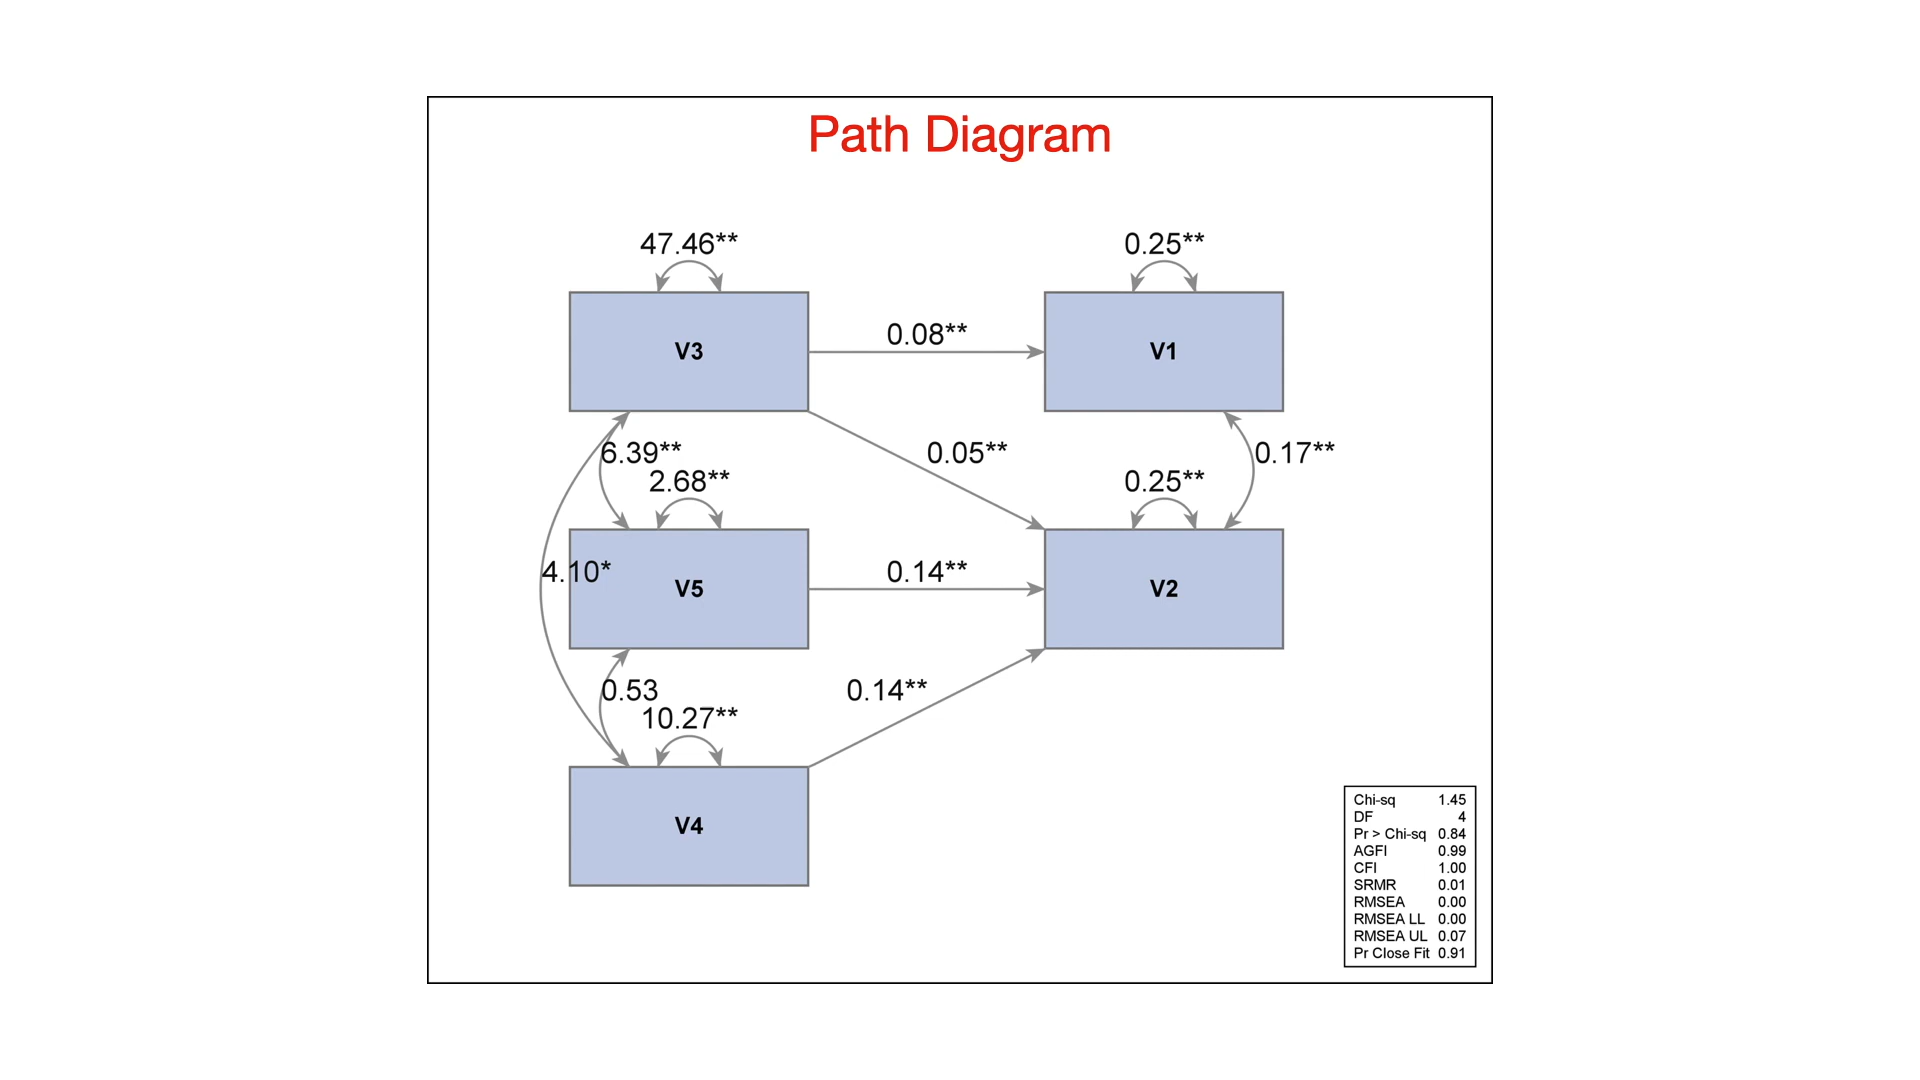 Path Diagram
47.46**
0.25**
V3
0.08**
V1
6.39**
0.05**
0.17**
2.68**
0.25**
4.10*
V5
0.14**
V2
0.53
0.14**
10.27**
V4
Chi-sq 1.45
DF 4
Pr > Chi-sq 0.84
AGFI 0.99
CFI 1.00
SRMR 0.01
RMSEA 0.00
RMSEA LL 0.00
RMSEA UL 0.07
Pr Close Fit 0.91